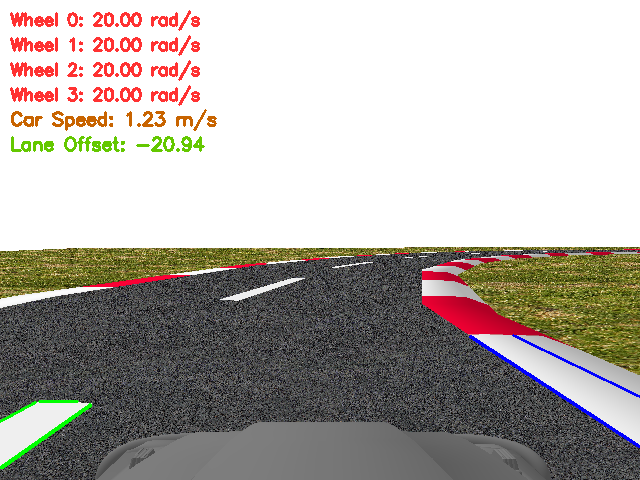 Wheel 0: 20.00 rad/s
Wheel 1: 20.00 rad/s
Wheel 2: 20.00 rad/s
Wheel 3: 20.00 rad/s
Car Speed: 1.23 m/s
Lane Offset: -20.94